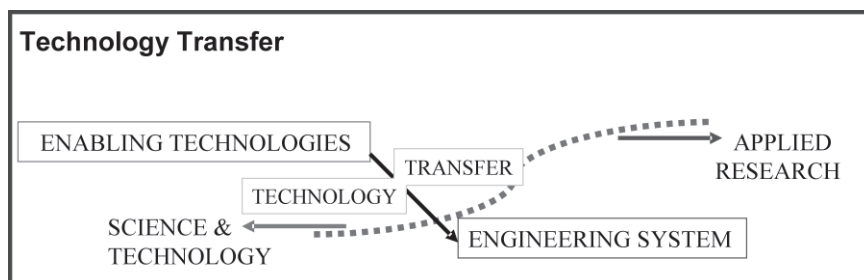 Technology Transfer
ENABLING TECHNOLOGIES
TRANSFER
APPLIED
RESEARCH
TECHNOLOGY
SCIENCE &
TECHNOLOGY
ENGINEERING SYSTEM